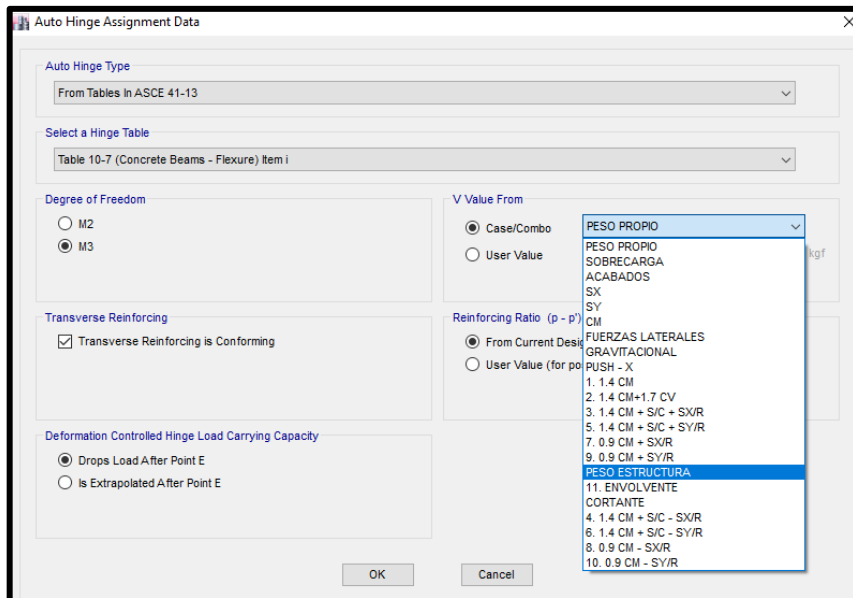 Auto Hinge Assignment Data
Auto Hinge Type
From Tables In ASCE 41-13
Select a Hinge Table
Table 10-7 (Concrete Beams - Flexure) Item i
Degree of Freedom
M2
M3
V Value From
Case/Combo
PESO PROPIO
User Value
kgf
PESO PROPIO
SOBRECARGA
ACABADOS
SX
SY
CM
FUERZAS LATERALES
GRAVITACIONAL
PUSH - X
1. 1.4 CM
2. 1.4 CM+1.7 CV
3. 1.4 CM + S/C + SX/R
5. 1.4 CM + S/C + SY/R
7. 0.9 CM + SX/R
9. 0.9 CM + SY/R
PESO ESTRUCTURA
11. ENVOLVENTE
CORTANTE
4. 1.4 CM + S/C - SX/R
6. 1.4 CM + S/C - SY/R
8. 0.9 CM - SX/R
10. 0.9 CM - SY/R
Transverse Reinforcing
Transverse Reinforcing is Conforming
Reinforcing Ratio (p - p')
From Current
User Value (for
Deformation Controlled Hinge Load Carrying Capacity
Drops Load After Point E
Is Extrapolated After Point E
OK
Cancel